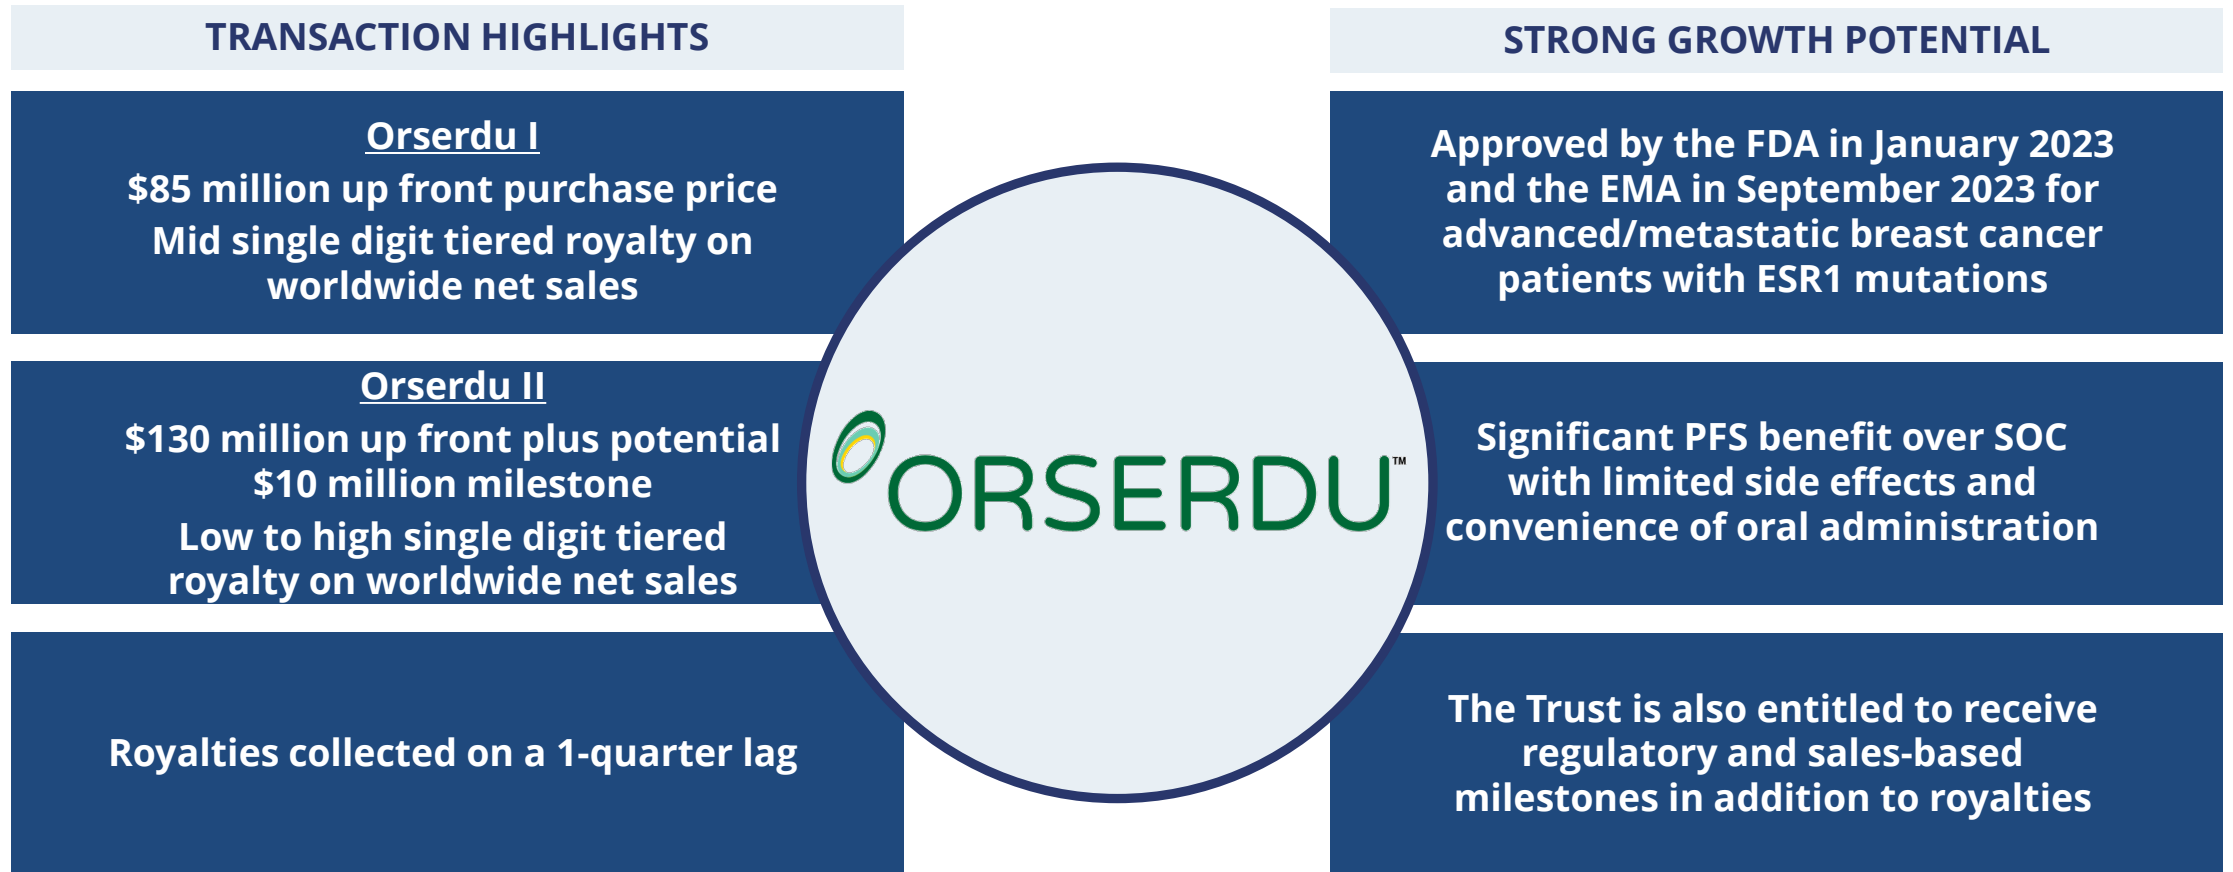 TRANSACTION HIGHLIGHTS
Orserdu I
$85 million up front purchase price
Mid single digit tiered royalty on
worldwide net sales
Orserdu II
$130 million up front plus potential
$10 million milestone
Low to high single digit tiered
royalty on worldwide net sales
Royalties collected on a 1-quarter lag
ORSERDU™
STRONG GROWTH POTENTIAL
Approved by the FDA in January 2023
and the EMA in September 2023 for
advanced/metastatic breast cancer
patients with ESR1 mutations
Significant PFS benefit over SOC
with limited side effects and
convenience of oral administration
The Trust is also entitled to receive
regulatory and sales-based
milestones in addition to royalties